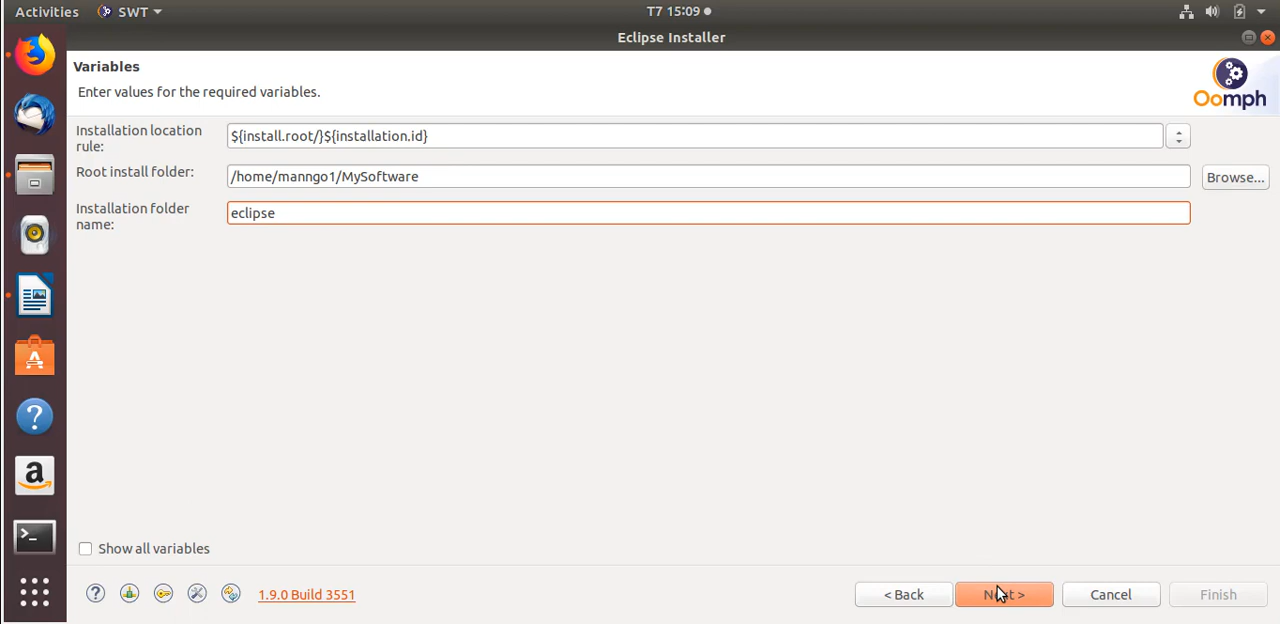 Activities SWT T7 15:09
Eclipse Installer
Variables
Enter values for the required variables.
Oomph
Installation location rule: ${install.root/}${installation.id}
Root install folder: /home/manngo1/MySoftware Browse...
Installation folder name: eclipse
Show all variables
1.9.0 Build 3551 < Back Next > Cancel Finish